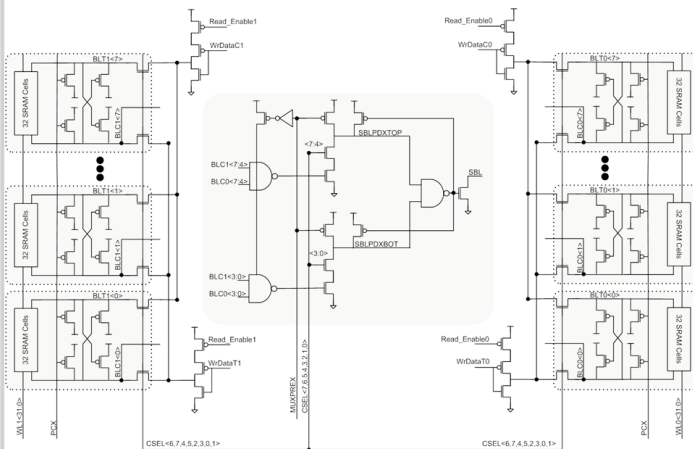 Read_Enable1
WrDataC1
Read_Enable0
WrDataC0
BLT1<7>
BLC1<7>
32 SRAM Cells
BLT0<7>
BLC0<7>
32 SRAM Cells
<7:4>
SBLPDXTOP
BLC1<7:4>
BLC0<7:4>
SBL
BLT1<1>
BLC1<1>
32 SRAM Cells
BLT0<1>
BLC0<1>
32 SRAM Cells
<3:0>
SBLPDXBOT
BLC1<3:0>
BLC0<3:0>
BLT1<0>
BLC1<0>
32 SRAM Cells
BLT0<0>
BLC0<0>
32 SRAM Cells
Read_Enable1
WrDataT1
Read_Enable0
WrDataT0
MUXPREX
CSEL<7,6,5,4,3,2,1,0>
WL1<31:0>
PCX
PCX
WL0<31:0>
CSEL<6,7,4,5,2,3,0,1>
CSEL<6,7,4,5,2,3,0,1>